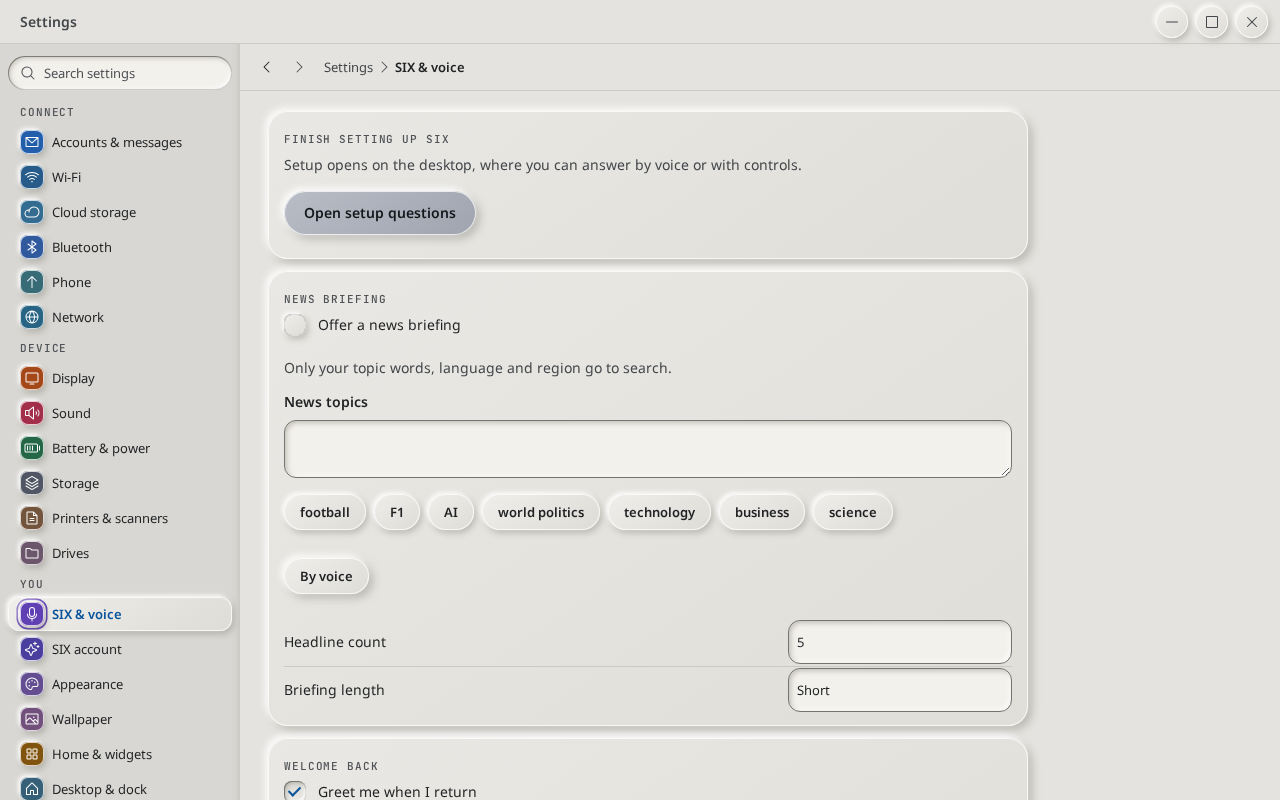 Settings
Search settings
CONNECT
Accounts & messages
Wi-Fi
Cloud storage
Bluetooth
Phone
Network
DEVICE
Display
Sound
Battery & power
Storage
Printers & scanners
Drives
YOU
SIX & voice
SIX account
Appearance
Wallpaper
Home & widgets
Desktop & dock
Settings SIX & voice
FINISH SETTING UP SIX
Setup opens on the desktop, where you can answer by voice or with controls.
Open setup questions
NEWS BRIEFING
Offer a news briefing
Only your topic words, language and region go to search.
News topics
football F1 AI world politics technology business science
By voice
Headline count 5
Briefing length Short
WELCOME BACK
Greet me when I return